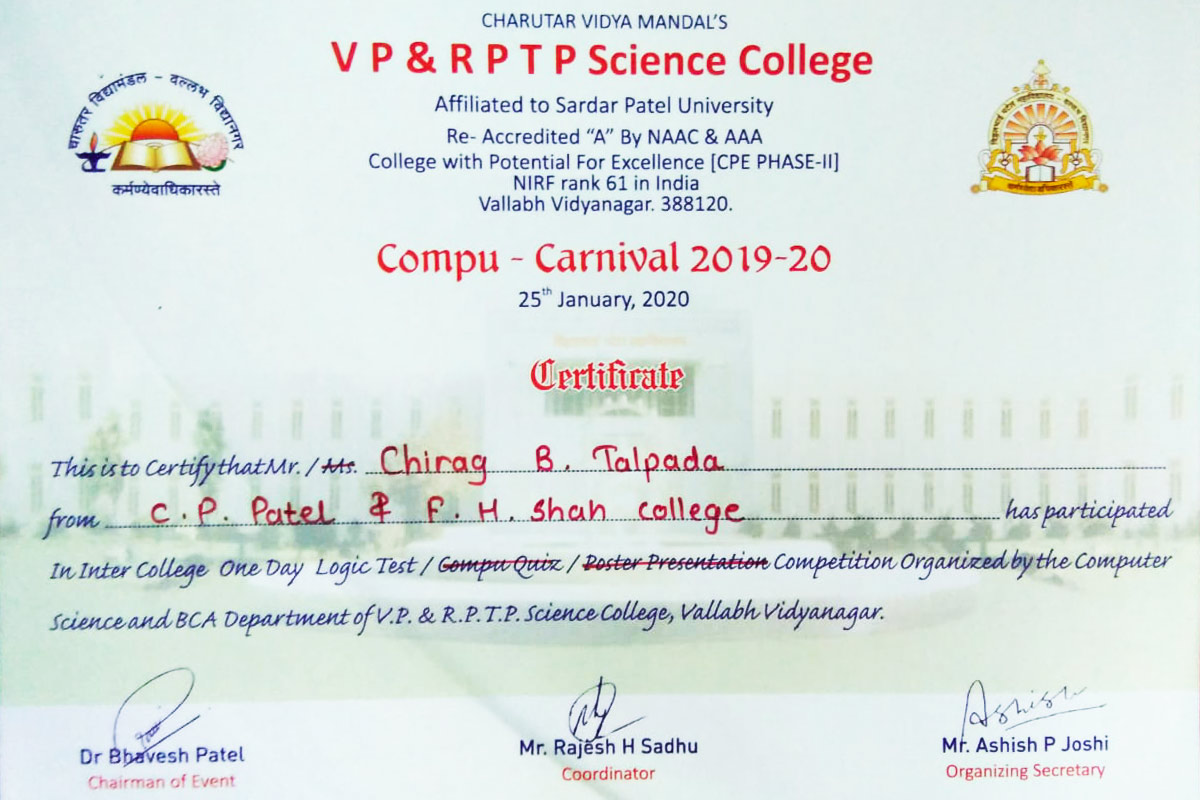 CHARUTAR VIDYA MANDAL'S
V P & R P T P Science College
Affiliated to Sardar Patel University
Re- Accredited “A” By NAAC & AAA
College with Potential For Excellence [CPE PHASE-II]
NIRF rank 61 in India
Vallabh Vidyanagar. 388120.
चारुतर विद्यामंडल - वल्लभ विद्यानगर
कर्मण्येवाधिकारस्ते
कर्मण्येवाधिकारस्ते
Compu - Carnival 2019-20
25th January, 2020
Certificate
This is to Certify that Mr. / Ms. Chirag B. Talpada
from C.P. Patel & F.H. Shah College has participated
In Inter College One Day Logic Test / Compu Quiz / Poster Presentation Competition Organized by the Computer
Science and BCA Department of V.P. & R.P.T.P. Science College, Vallabh Vidyanagar.
Ashish
Dr Bhavesh Patel
Mr. Rajesh H Sadhu
Mr. Ashish P Joshi
Chairman of Event
Coordinator
Organizing Secretary